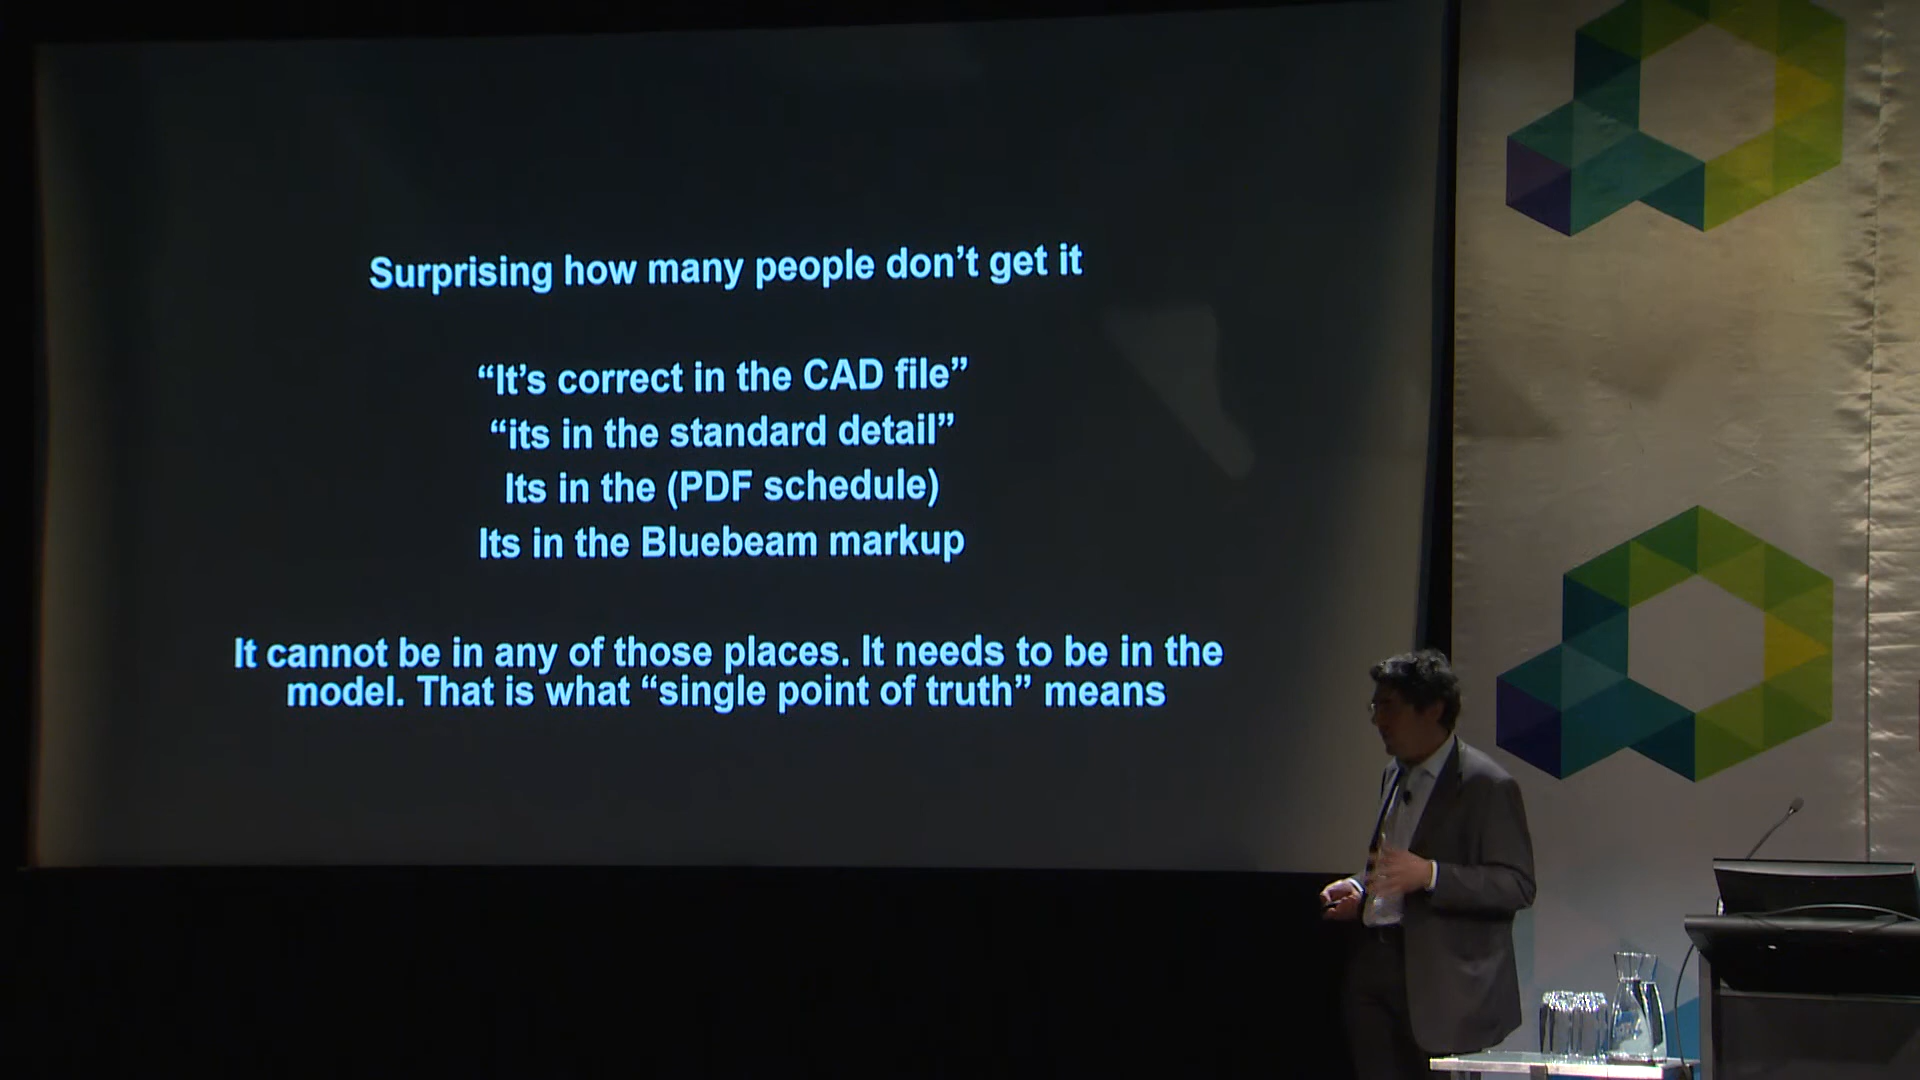 Surprising how many people don’t get it
“It’s correct in the CAD file”
“its in the standard detail”
Its in the (PDF schedule)
Its in the Bluebeam markup
It cannot be in any of those places. It needs to be in the
model. That is what “single point of truth” means